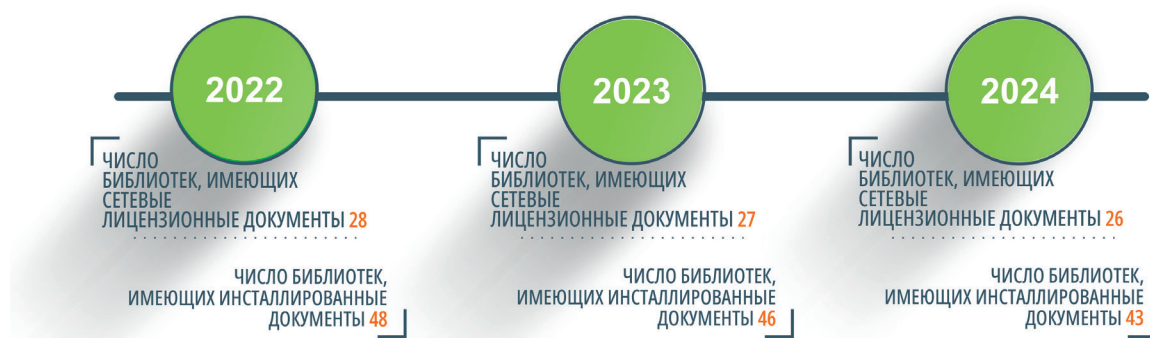 2022
ЧИСЛО
БИБЛИОТЕК, ИМЕЮЩИХ
СЕТЕВЫЕ
ЛИЦЕНЗИОННЫЕ ДОКУМЕНТЫ 28
ЧИСЛО БИБЛИОТЕК,
ИМЕЮЩИХ ИНСТАЛЛИРОВАННЫЕ
ДОКУМЕНТЫ 48
2023
ЧИСЛО
БИБЛИОТЕК, ИМЕЮЩИХ
СЕТЕВЫЕ
ЛИЦЕНЗИОННЫЕ ДОКУМЕНТЫ 27
ЧИСЛО БИБЛИОТЕК,
ИМЕЮЩИХ ИНСТАЛЛИРОВАННЫЕ
ДОКУМЕНТЫ 46
2024
ЧИСЛО
БИБЛИОТЕК, ИМЕЮЩИХ
СЕТЕВЫЕ
ЛИЦЕНЗИОННЫЕ ДОКУМЕНТЫ 26
ЧИСЛО БИБЛИОТЕК,
ИМЕЮЩИХ ИНСТАЛЛИРОВАННЫЕ
ДОКУМЕНТЫ 43